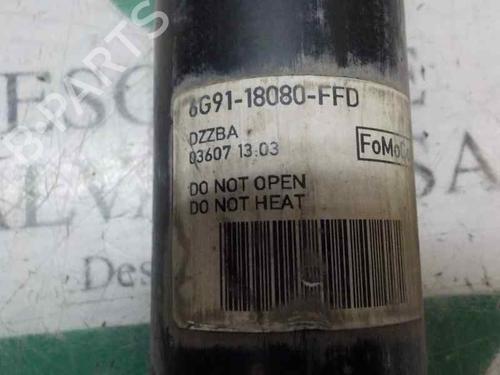 6G91-18080-FFD
DZZBA
03607 13:03
FoMoCo
DO NOT OPEN
DO NOT HEAT
B-PARTS